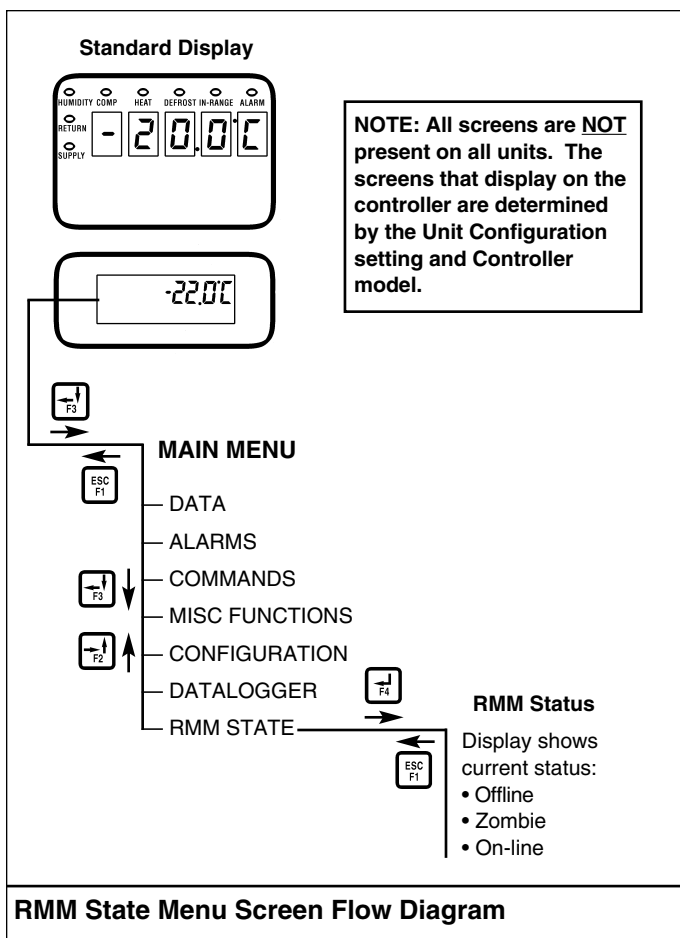 Standard Display
HUMIDITY COMP HEAT DEFROST IN-RANGE ALARM
RETURN
SUPPLY
-20.0°C
NOTE: All screens are NOT
present on all units. The
screens that display on the
controller are determined
by the Unit Configuration
setting and Controller
model.
-22.0°C
F3
MAIN MENU
ESC
F1
DATA
ALARMS
COMMANDS
F3
MISC FUNCTIONS
CONFIGURATION
F2
DATALOGGER
F4
RMM STATE
ESC
F1
RMM Status
Display shows
current status:
• Offline
• Zombie
• On-line
RMM State Menu Screen Flow Diagram